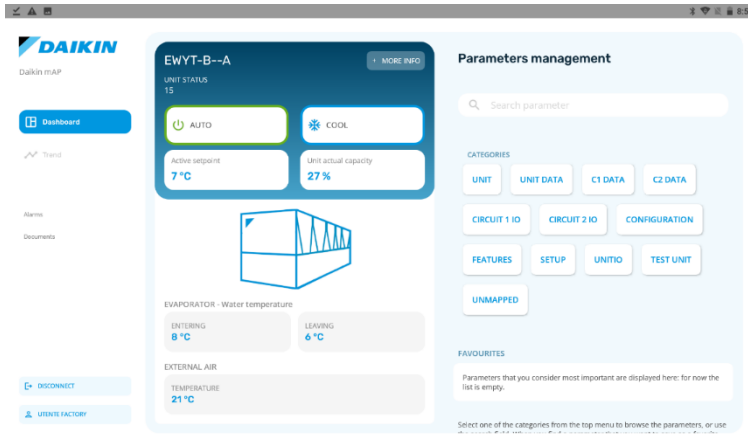 8:5
DAIKIN
Daikin mAP
Dashboard
Trend
Alarms
Documents
DISCONNECT
UTENTE FACTORY
EWYT-B--A
+ MORE INFO
UNIT STATUS
15
AUTO
COOL
Active setpoint
7 °C
Unit actual capacity
27 %
EVAPORATOR - Water temperature
ENTERING
8 °C
LEAVING
6 °C
EXTERNAL AIR
TEMPERATURE
21 °C
Parameters management
Search parameter
CATEGORIES
UNIT
UNIT DATA
C1 DATA
C2 DATA
CIRCUIT 1 IO
CIRCUIT 2 IO
CONFIGURATION
FEATURES
SETUP
UNITIO
TEST UNIT
UNMAPPED
FAVOURITES
Parameters that you consider most important are displayed here: for now the
list is empty.
Select one of the categories from the top menu to browse the parameters, or use